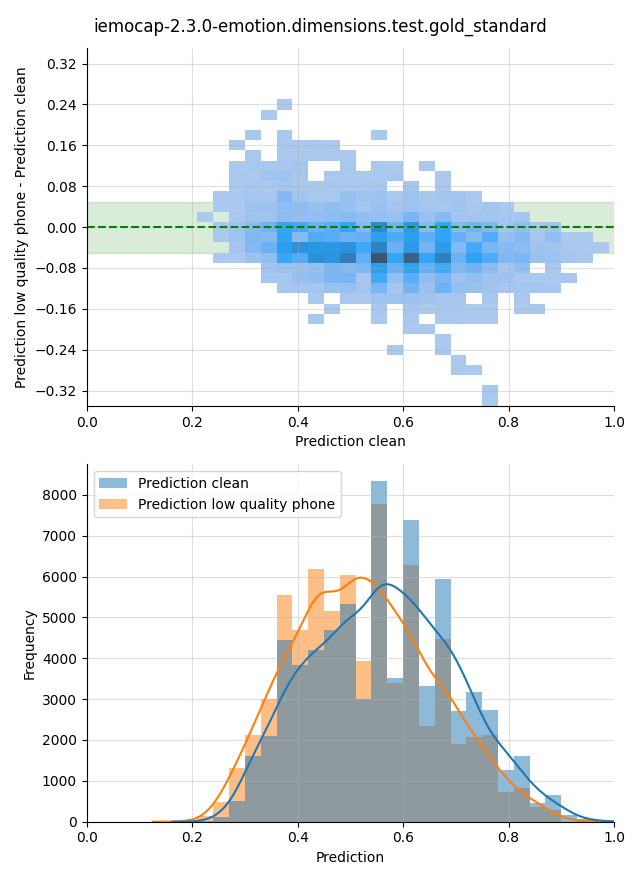 iemocap-2.3.0-emotion.dimensions.test.gold_standard
Prediction low quality phone - Prediction clean
0.32
0.24
0.16
0.08
0.00
−0.08
−0.16
−0.24
−0.32
0.0 0.2 0.4 0.6 0.8 1.0
Prediction clean
Frequency
8000
7000
6000
5000
4000
3000
2000
1000
0
Prediction clean
Prediction low quality phone
0.0 0.2 0.4 0.6 0.8 1.0
Prediction